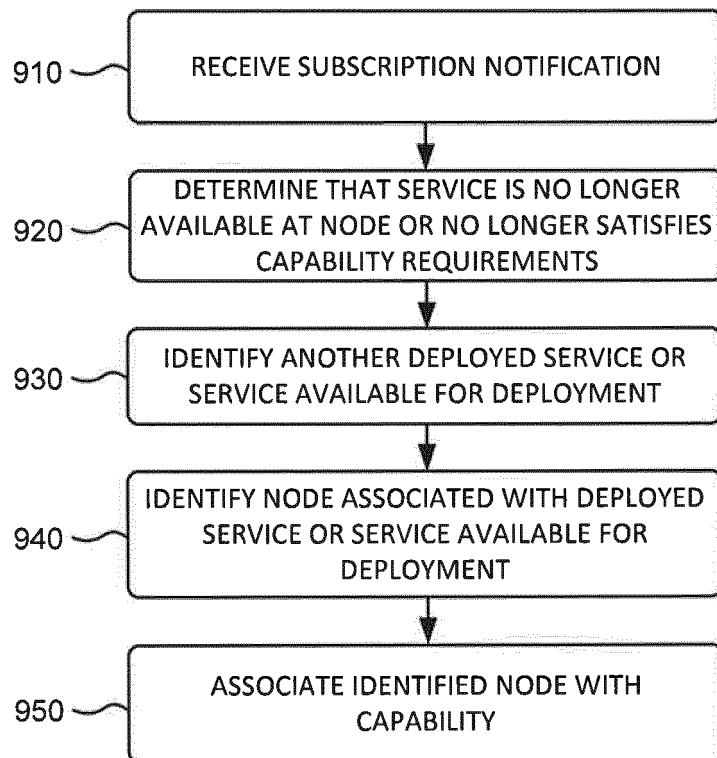 910
RECEIVE SUBSCRIPTION NOTIFICATION
DETERMINE THAT SERVICE IS NO LONGER
920
AVAILABLE AT NODE OR NO LONGER SATISFIES
CAPABILITY REQUIREMENTS
930
IDENTIFY ANOTHER DEPLOYED SERVICE OR
SERVICE AVAILABLE FOR DEPLOYMENT
IDENTIFY NODE ASSOCIATED WITH DEPLOYED
940
SERVICE OR SERVICE AVAILABLE FOR
DEPLOYMENT
950
ASSOCIATE IDENTIFIED NODE WITH
CAPABILITY